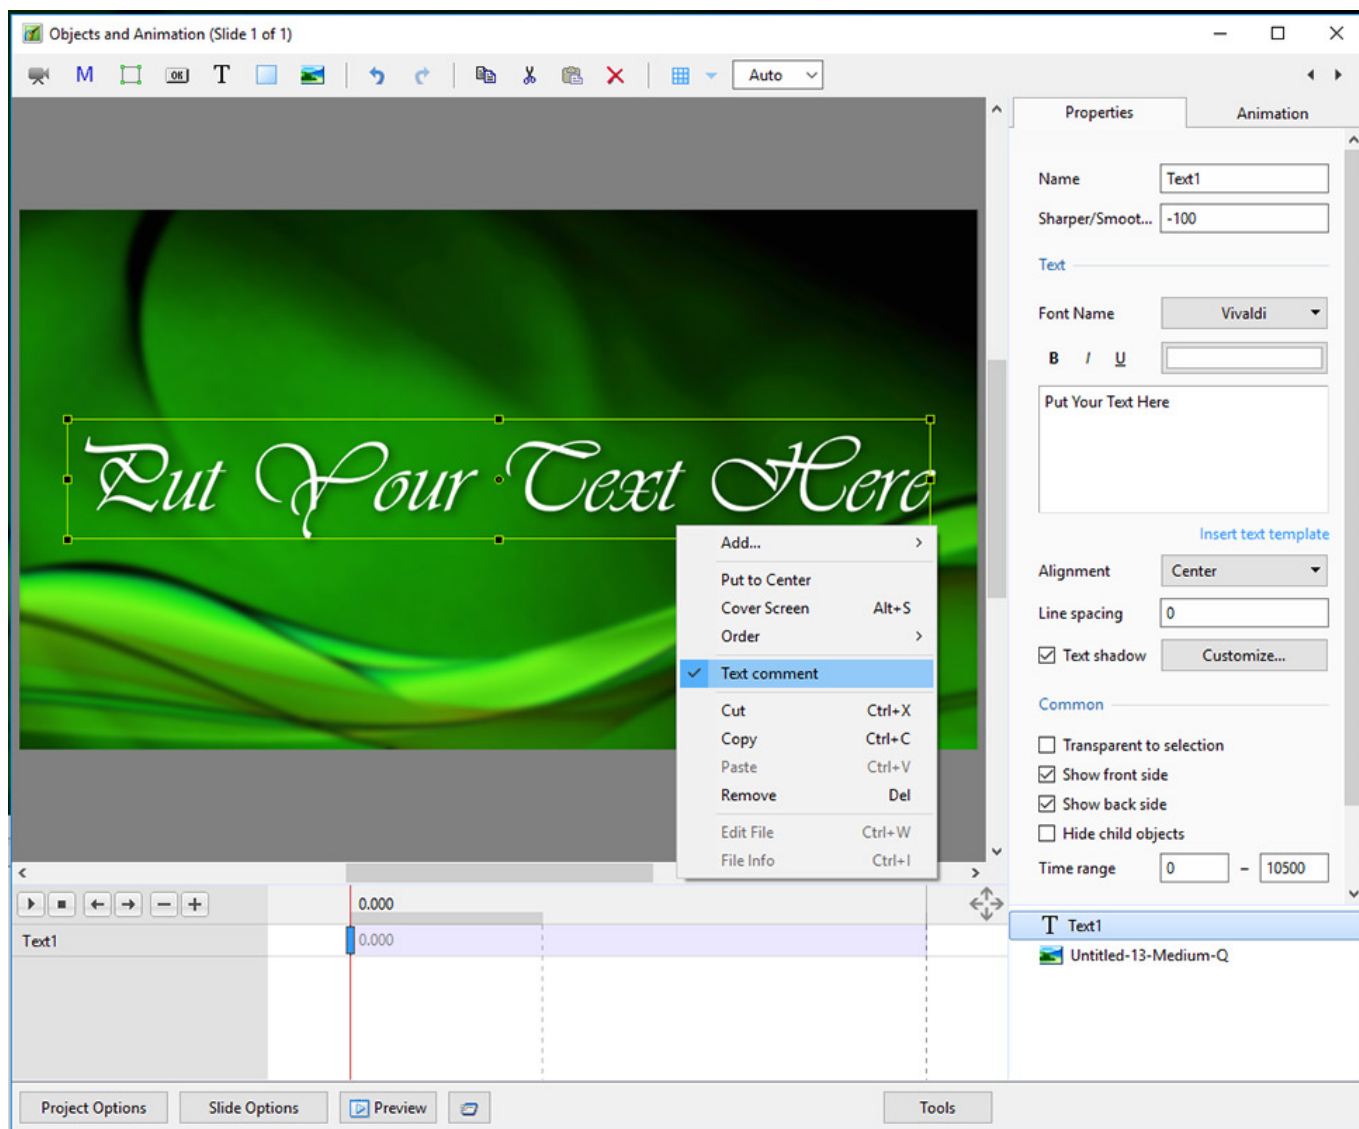 Objects and Animation (Slide 1 of 1)
M OK T Auto
Properties Animation
Name Text1
Sharper/Smoot... -100
Text
Font Name Vivaldi
B I U
Put Your Text Here
Insert text template
Alignment Center
Line spacing 0
Text shadow Customize...
Common
Transparent to selection
Show front side
Show back side
Hide child objects
Time range 0 – 10500
Put Your Text Here
Add...
Put to Center
Cover Screen Alt+S
Order
Text comment
Cut Ctrl+X
Copy Ctrl+C
Paste Ctrl+V
Remove Del
Edit File Ctrl+W
File Info Ctrl+I
0.000
Text1 0.000
T Text1
Untitled-13-Medium-Q
Project Options Slide Options Preview Tools